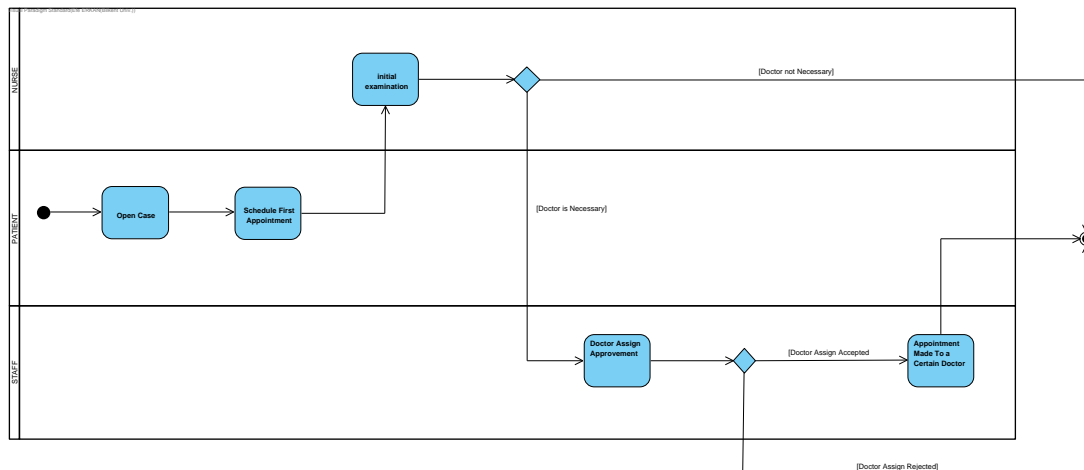 NURSE
initial
examination
[Doctor not Necessary]
PATIENT
Open Case
Schedule First
Appointment
[Doctor is Necessary]
STAFF
Doctor Assign
Approvement
[Doctor Assign Accepted
Appointment
Made To a
Certain Doctor
[Doctor Assign Rejected]